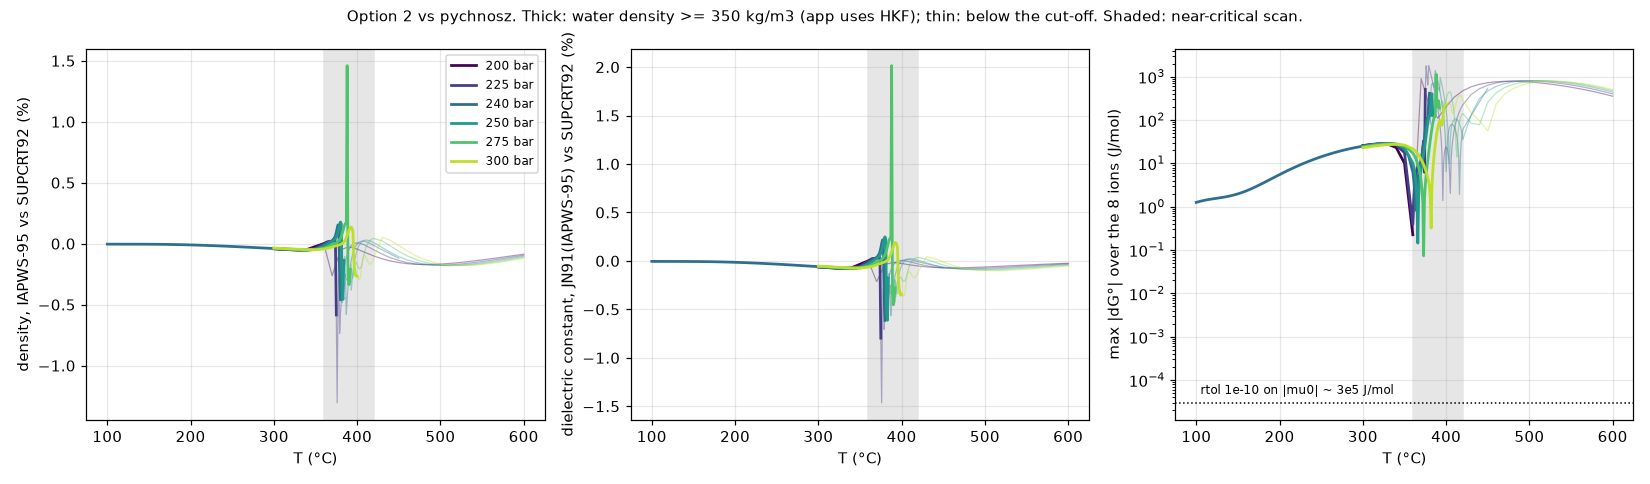 Option 2 vs pychnosz. Thick: water density >= 350 kg/m3 (app uses HKF); thin: below the cut-off. Shaded: near-critical scan.
density, IAPWS-95 vs SUPCRT92 (%)
1.5
1.0
0.5
0.0
−0.5
−1.0
200 bar
225 bar
240 bar
250 bar
275 bar
300 bar
100 200 300 400 500 600
T (°C)
dielectric constant, JN91(IAPWS-95) vs SUPCRT92 (%)
2.0
1.5
1.0
0.5
0.0
−0.5
−1.0
−1.5
100 200 300 400 500 600
T (°C)
max |dG°| over the 8 ions (J/mol)
10³
10²
10¹
10⁰
10⁻¹
10⁻²
10⁻³
10⁻⁴
rtol 1e-10 on |mu0| ~ 3e5 J/mol
100 200 300 400 500 600
T (°C)